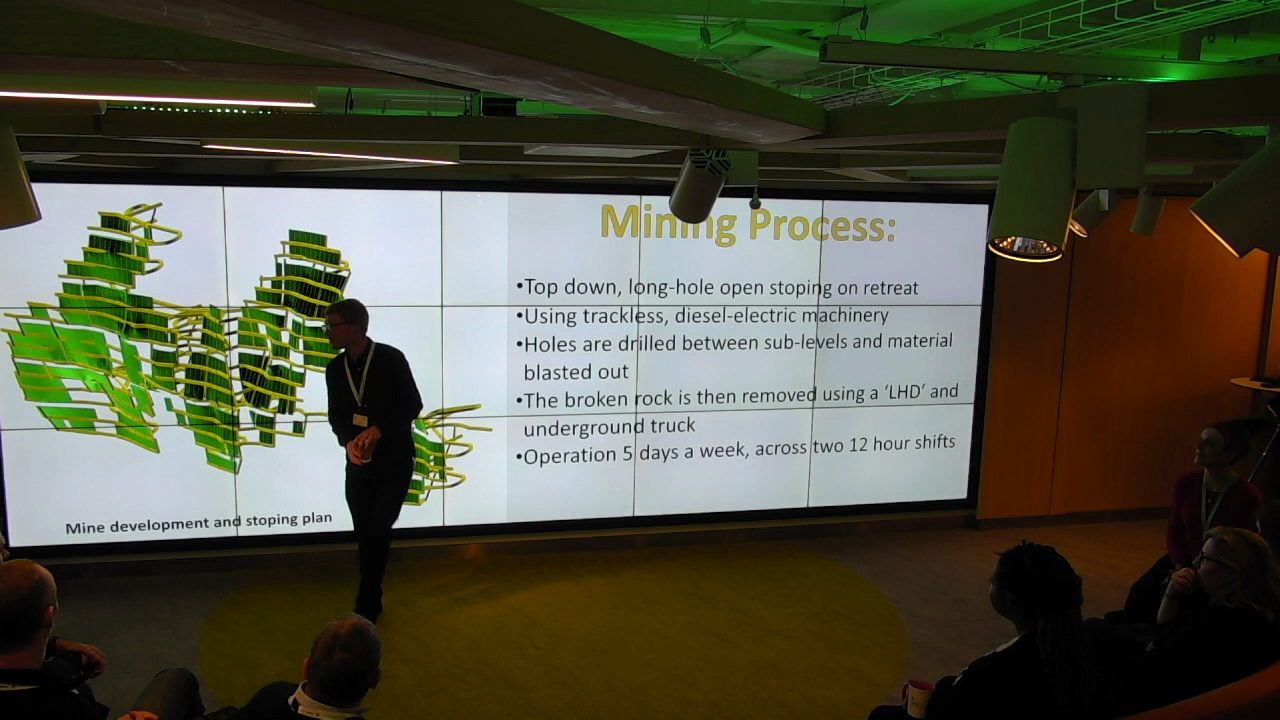 Mining Process:
•Top down, long-hole open stoping on retreat
•Using trackless, diesel-electric machinery
•Holes are drilled between sub-levels and material
blasted out
•The broken rock is then removed using a ‘LHD’ and
underground truck
•Operation 5 days a week, across two 12 hour shifts
Mine development and stoping plan